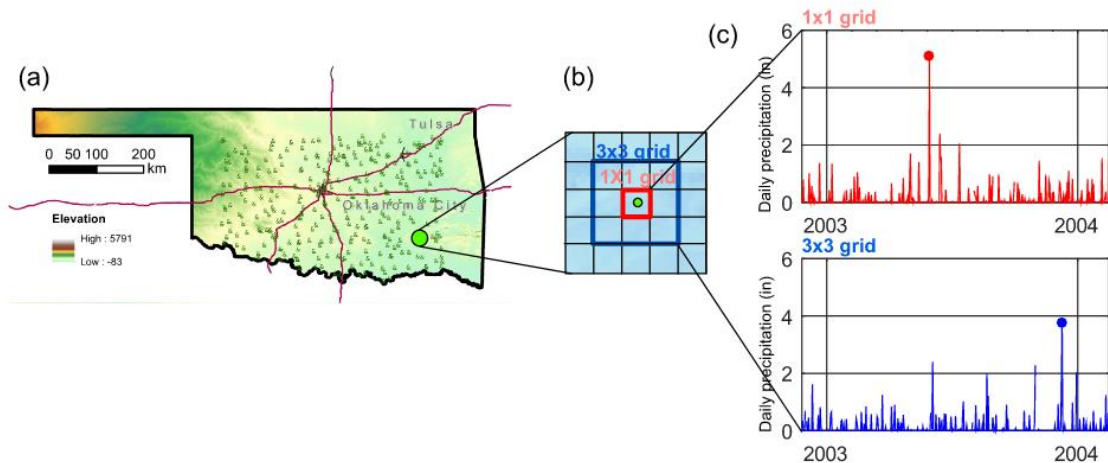 (a)
Tulsa
Oklahoma City
0 50 100 200
km
Elevation
High : 5791
Low : -83
(b)
3x3 grid
1X1 grid
(c)
1x1 grid
Daily precipitation (in)
6
4
2
0
2003 2004
3x3 grid
Daily precipitation (in)
6
4
2
0
2003 2004